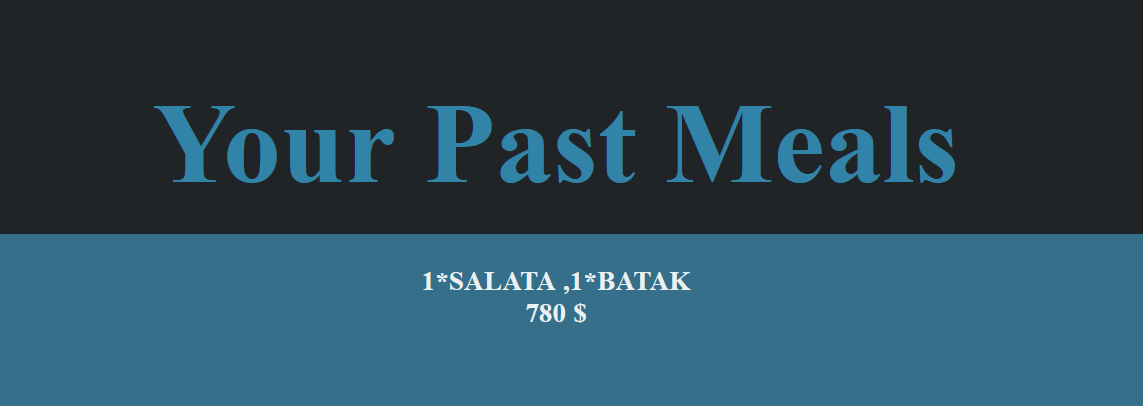 Your Past Meals
1*SALATA ,1*BATAK
780 $